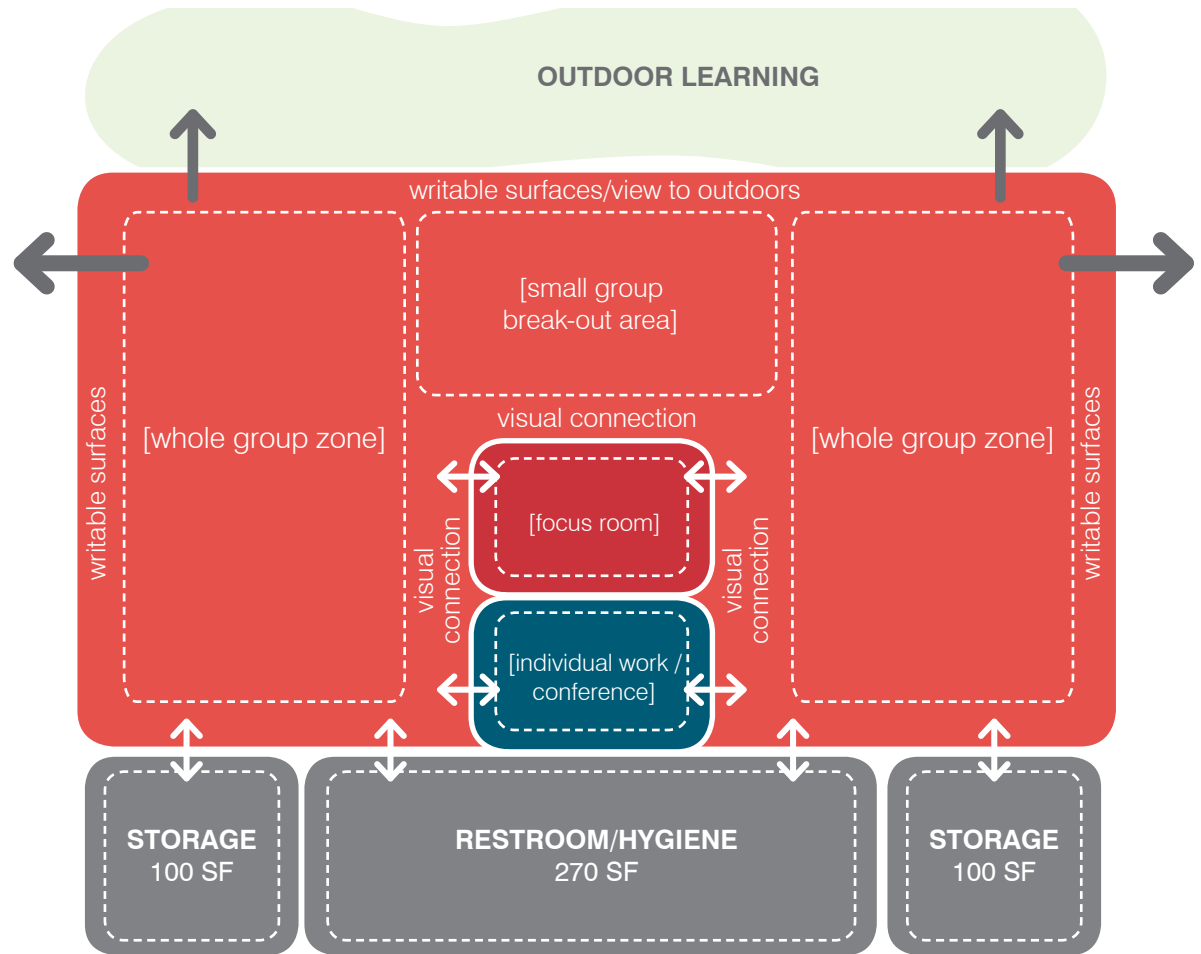 OUTDOOR LEARNING
writable surfaces/view to outdoors
[small group
break-out area]
visual connection
writable surfaces
[whole group zone]
[whole group zone]
writable surfaces
[focus room]
visual
connection
visual
connection
[individual work /
conference]
STORAGE
100 SF
RESTROOM/HYGIENE
270 SF
STORAGE
100 SF